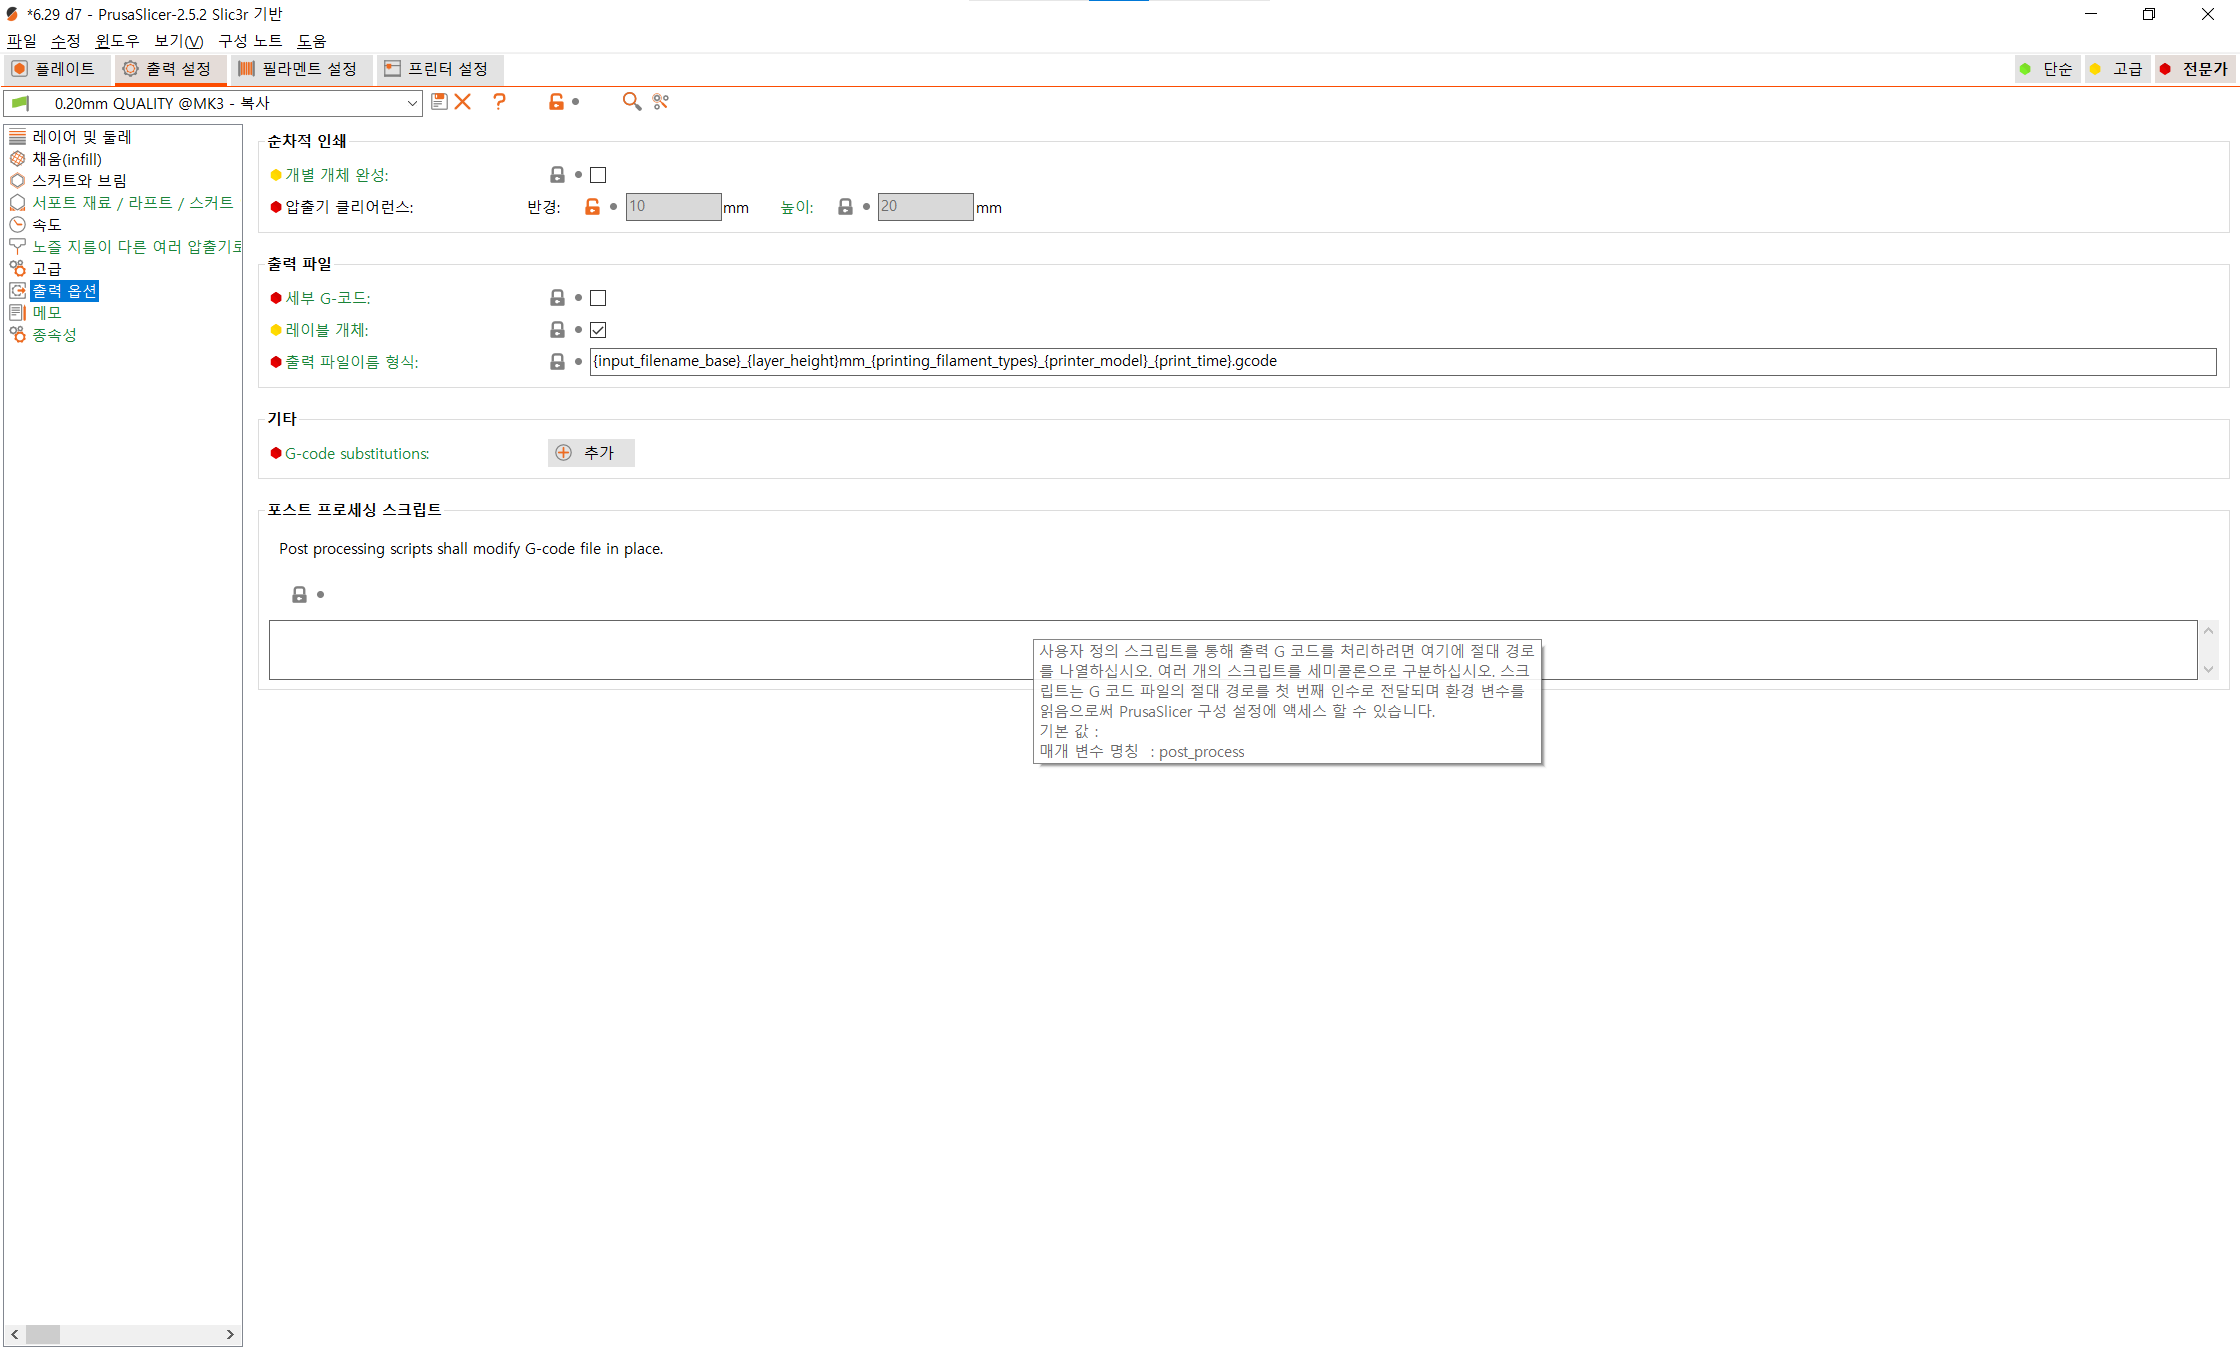 *6.29 d7 - PrusaSlicer-2.5.2 Slic3r 기반
파일 수정 윈도우 보기(V) 구성 노트 도움
플레이트 출력 설정 필라멘트 설정 프린터 설정 단순 고급 전문가
0.20mm QUALITY @MK3 - 복사
레이어 및 둘레
채움(infill)
스커트와 브림
서포트 재료 / 라프트 / 스커트
속도
노즐 지름이 다른 여러 압출기로
고급
출력 옵션
메모
종속성
순차적 인쇄
개별 개체 완성:
압출기 클리어런스: 반경: 10 mm 높이: 20 mm
출력 파일
세부 G-코드:
레이블 개체:
출력 파일이름 형식: {input_filename_base}_{layer_height}mm_{printing_filament_types}_{printer_model}_{print_time}.gcode
기타
G-code substitutions: 추가
포스트 프로세싱 스크립트
Post processing scripts shall modify G-code file in place.
사용자 정의 스크립트를 통해 출력 G 코드를 처리하려면 여기에 절대 경로
를 나열하십시오. 여러 개의 스크립트를 세미콜론으로 구분하십시오. 스크
립트는 G 코드 파일의 절대 경로를 첫 번째 인수로 전달되며 환경 변수를
읽음으로써 PrusaSlicer 구성 설정에 액세스 할 수 있습니다.
기본 값 :
매개 변수 명칭 : post_process